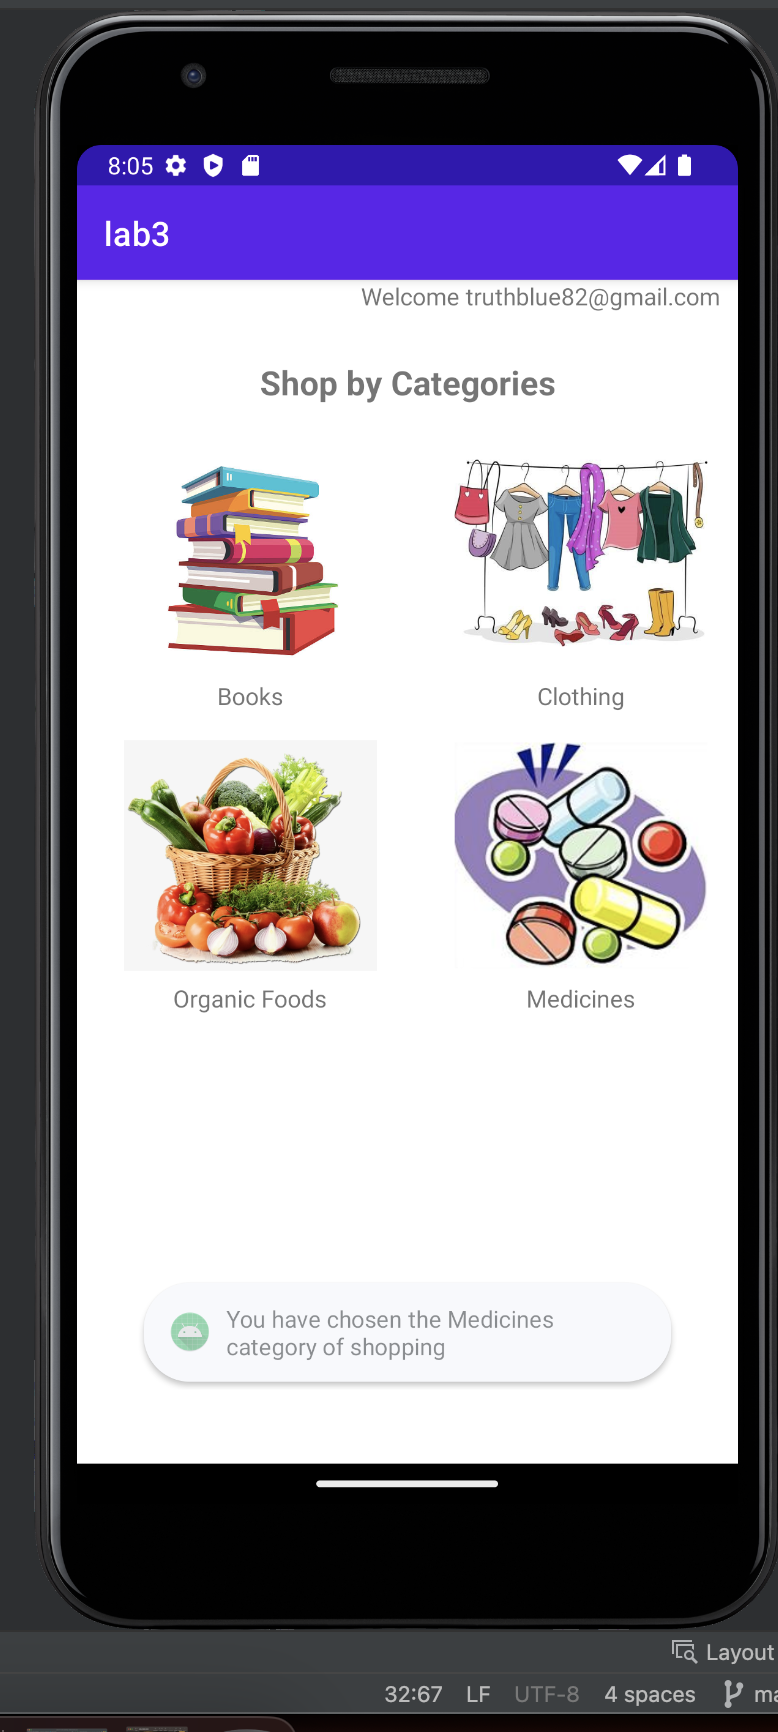 8:05
lab3
Welcome truthblue82@gmail.com
Shop by Categories
Books
Clothing
Organic Foods
Medicines
You have chosen the Medicines
category of shopping
Layout
32:67 LF UTF-8 4 spaces ma